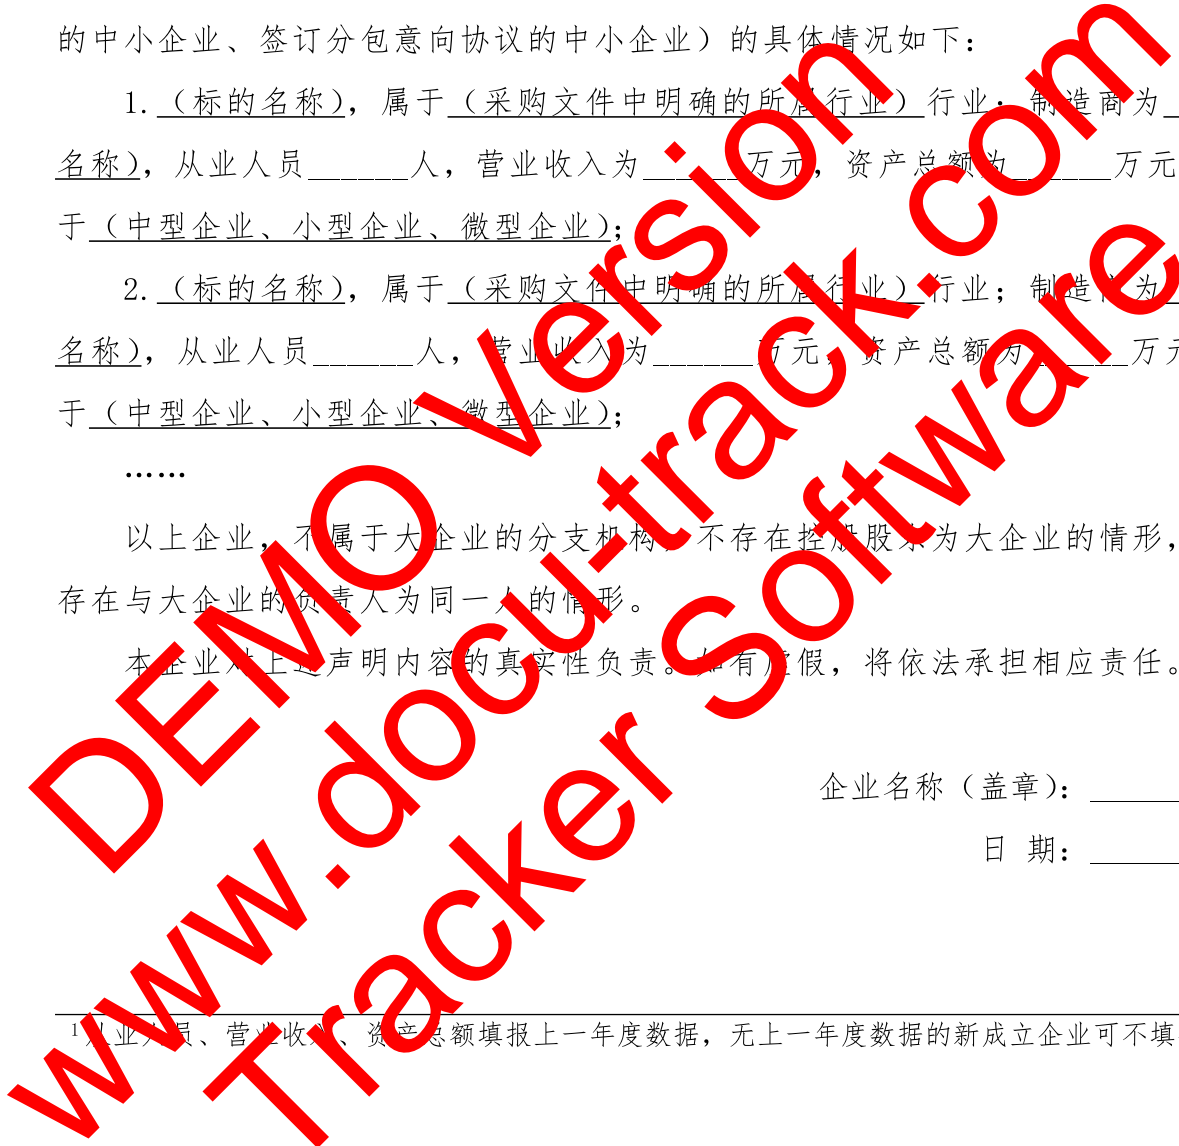 的中小企业、签订分包意向协议的中小企业）的具体情况如下：
1.（标的名称），属于（采购文件中明确的所属行业）行业；制造商为
名称），从业人员______人，营业收入为______万元，资产总额为______万元
于（中型企业、小型企业、微型企业）；
2.（标的名称），属于（采购文件中明确的所属行业）行业；制造商为
名称），从业人员______人，营业收入为______万元，资产总额为______万元
于（中型企业、小型企业、微型企业）；
……
以上企业，不属于大企业的分支机构，不存在控股股东为大企业的情形，
存在与大企业的负责人为同一人的情形。
本企业对上述声明内容的真实性负责。如有虚假，将依法承担相应责任。
企业名称（盖章）：
日 期：
1从业人员、营业收入、资产总额填报上一年度数据，无上一年度数据的新成立企业可不填
DEMO Version
www.docu-track.com
Tracker Software